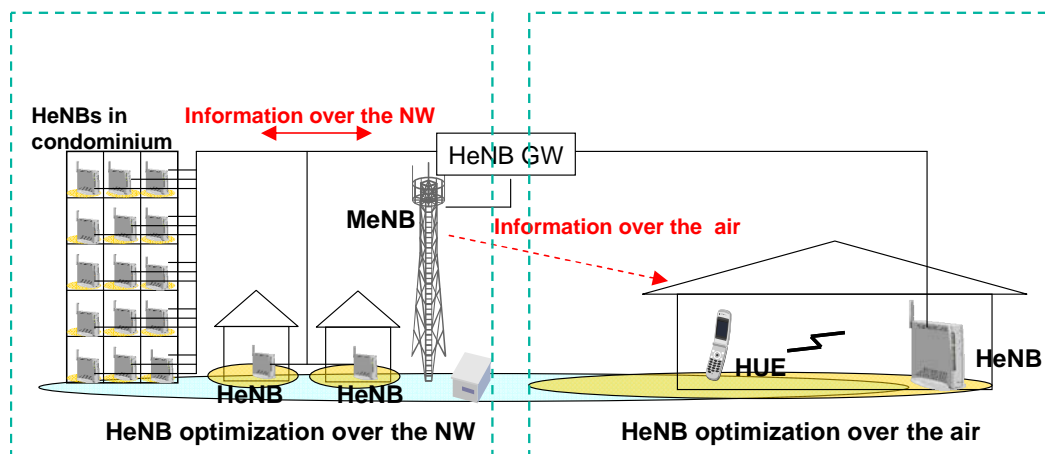 HeNBs in
condominium
Information over the NW
HeNB GW
MeNB
Information over the air
HUE
HeNB
HeNB
HeNB
HeNB optimization over the NW
HeNB optimization over the air